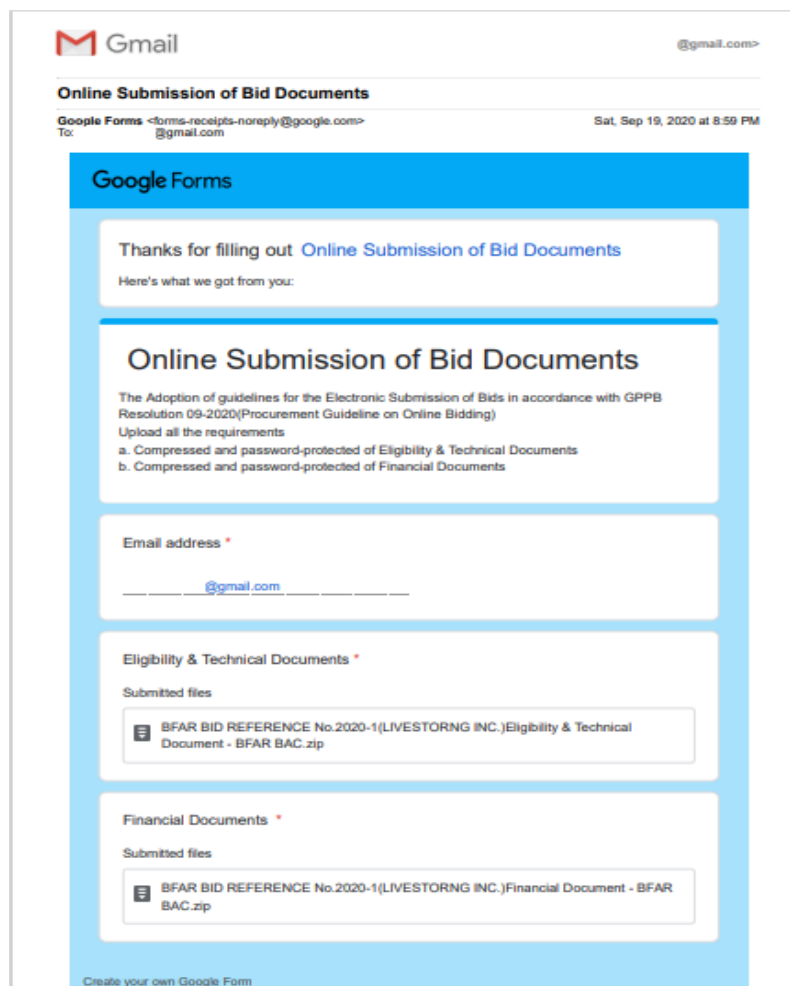 Gmail
@gmail.com>
Online Submission of Bid Documents
Goople Forms <forms-receipts-noreply@google.com>
Sat, Sep 19, 2020 at 8:59 PM
To: @gmail.com
Google Forms
Thanks for filling out Online Submission of Bid Documents
Here's what we got from you:
Online Submission of Bid Documents
The Adoption of guidelines for the Electronic Submission of Bids in accordance with GPPB
Resolution 09-2020(Procurement Guideline on Online Bidding)
Upload all the requirements
a. Compressed and password-protected of Eligibility & Technical Documents
b. Compressed and password-protected of Financial Documents
Email address *
@gmail.com
Eligibility & Technical Documents *
Submitted files
BFAR BID REFERENCE No.2020-1(LIVESTORNG INC.)Eligibility & Technical
Document - BFAR BAC.zip
Financial Documents *
Submitted files
BFAR BID REFERENCE No.2020-1(LIVESTORNG INC.)Financial Document - BFAR
BAC.zip
Create your own Google Form